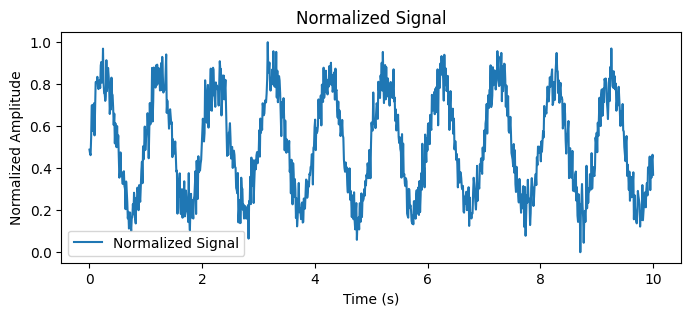 Normalized Signal
Normalized Amplitude
1.0
0.8
0.6
0.4
0.2
0.0
Normalized Signal
0 2 4 6 8 10
Time (s)